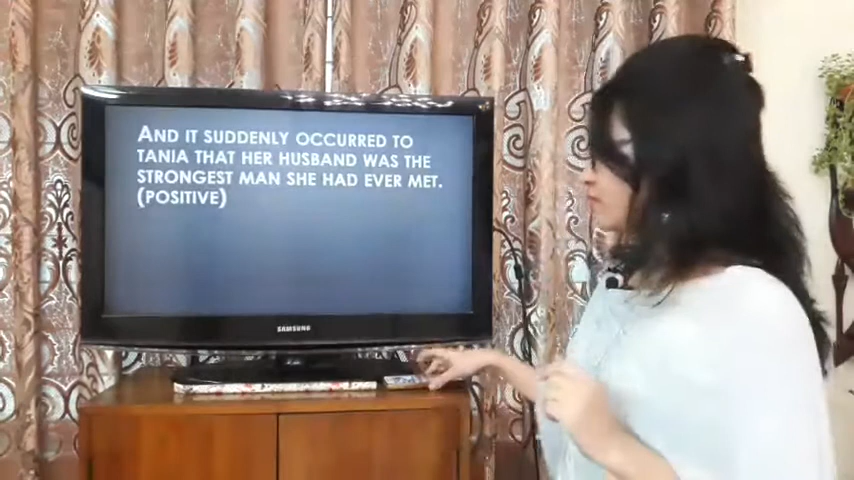 And it suddenly occurred to
Tania that her husband was the
strongest man she had ever met.
(Positive)
SAMSUNG